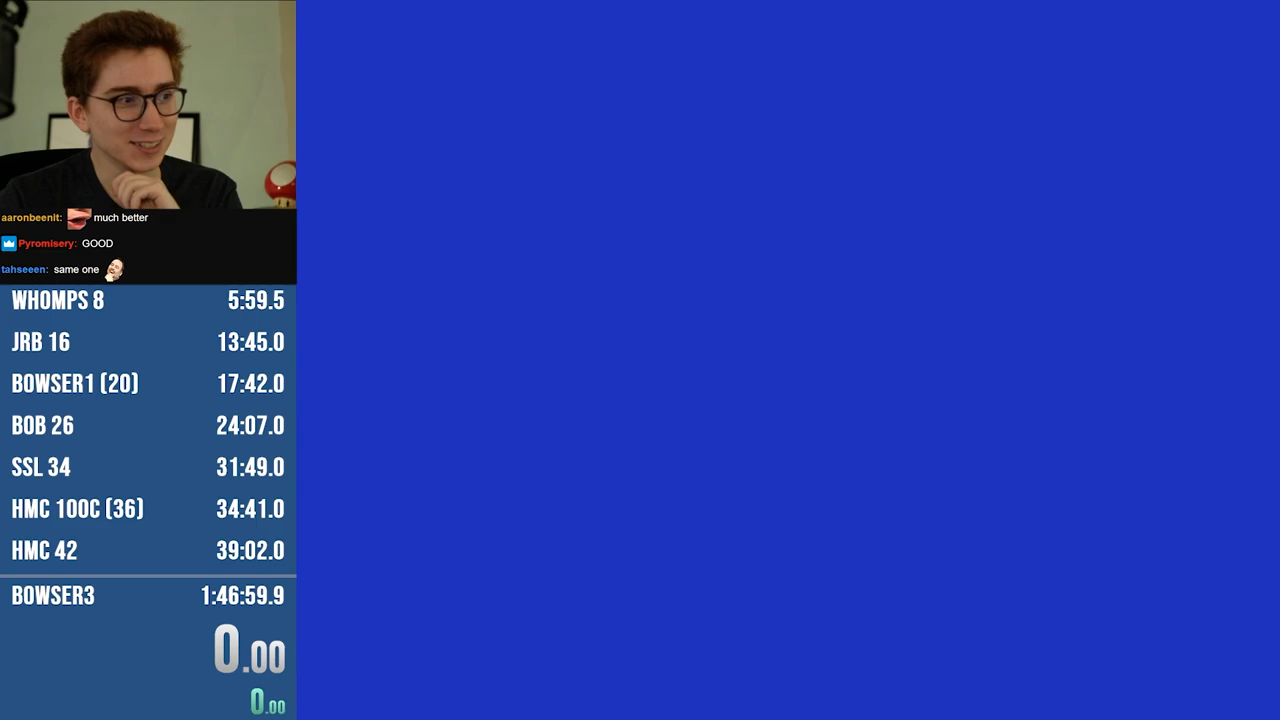 aaronbeenit: much better
Pyromisery: GOOD
tahseeen: same one
WHOMPS 8 5:59.5
JRB 16 13:45.0
BOWSER1 (20) 17:42.0
BOB 26 24:07.0
SSL 34 31:49.0
HMC 100C (36) 34:41.0
HMC 42 39:02.0
BOWSER3 1:46:59.9
0.00
0.00